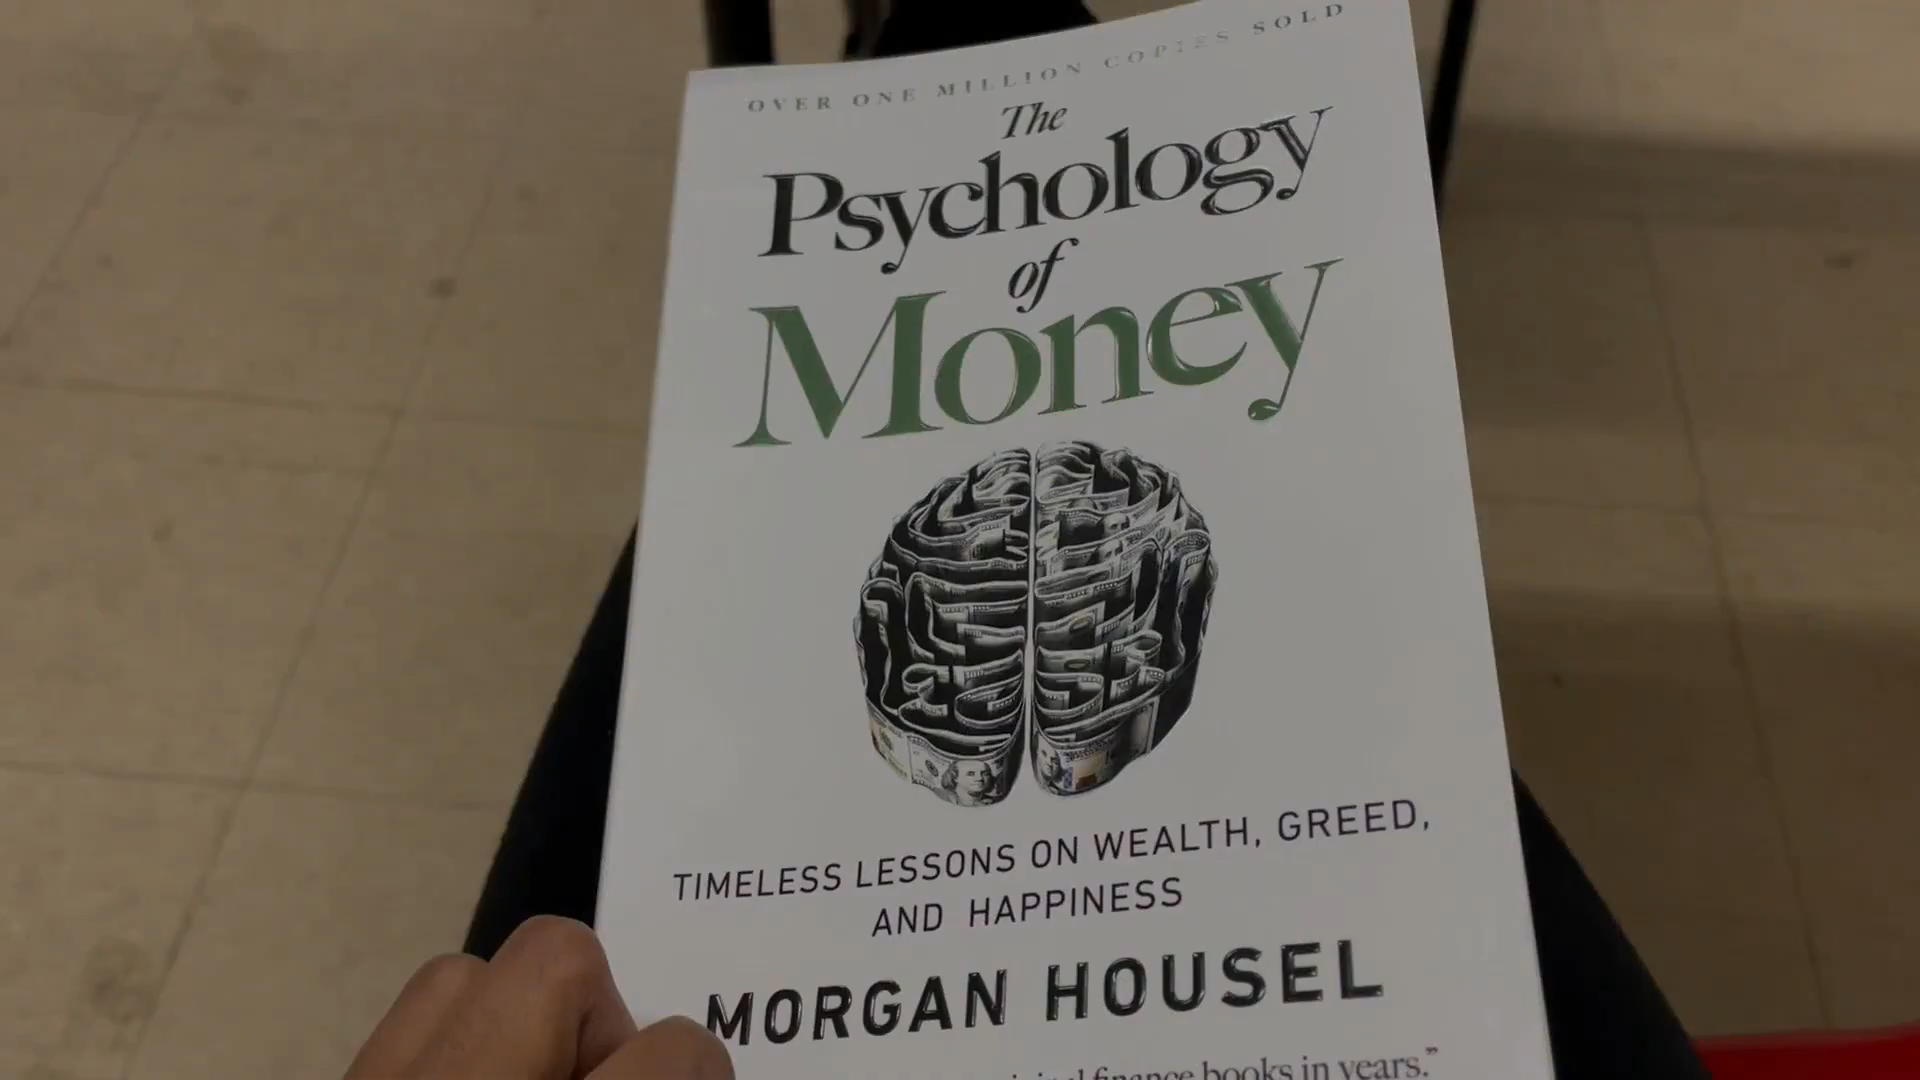 OVER ONE MILLION COPIES SOLD
The
Psychology
of
Money
TIMELESS LESSONS ON WEALTH, GREED,
AND HAPPINESS
MORGAN HOUSEL
finance books in years.”